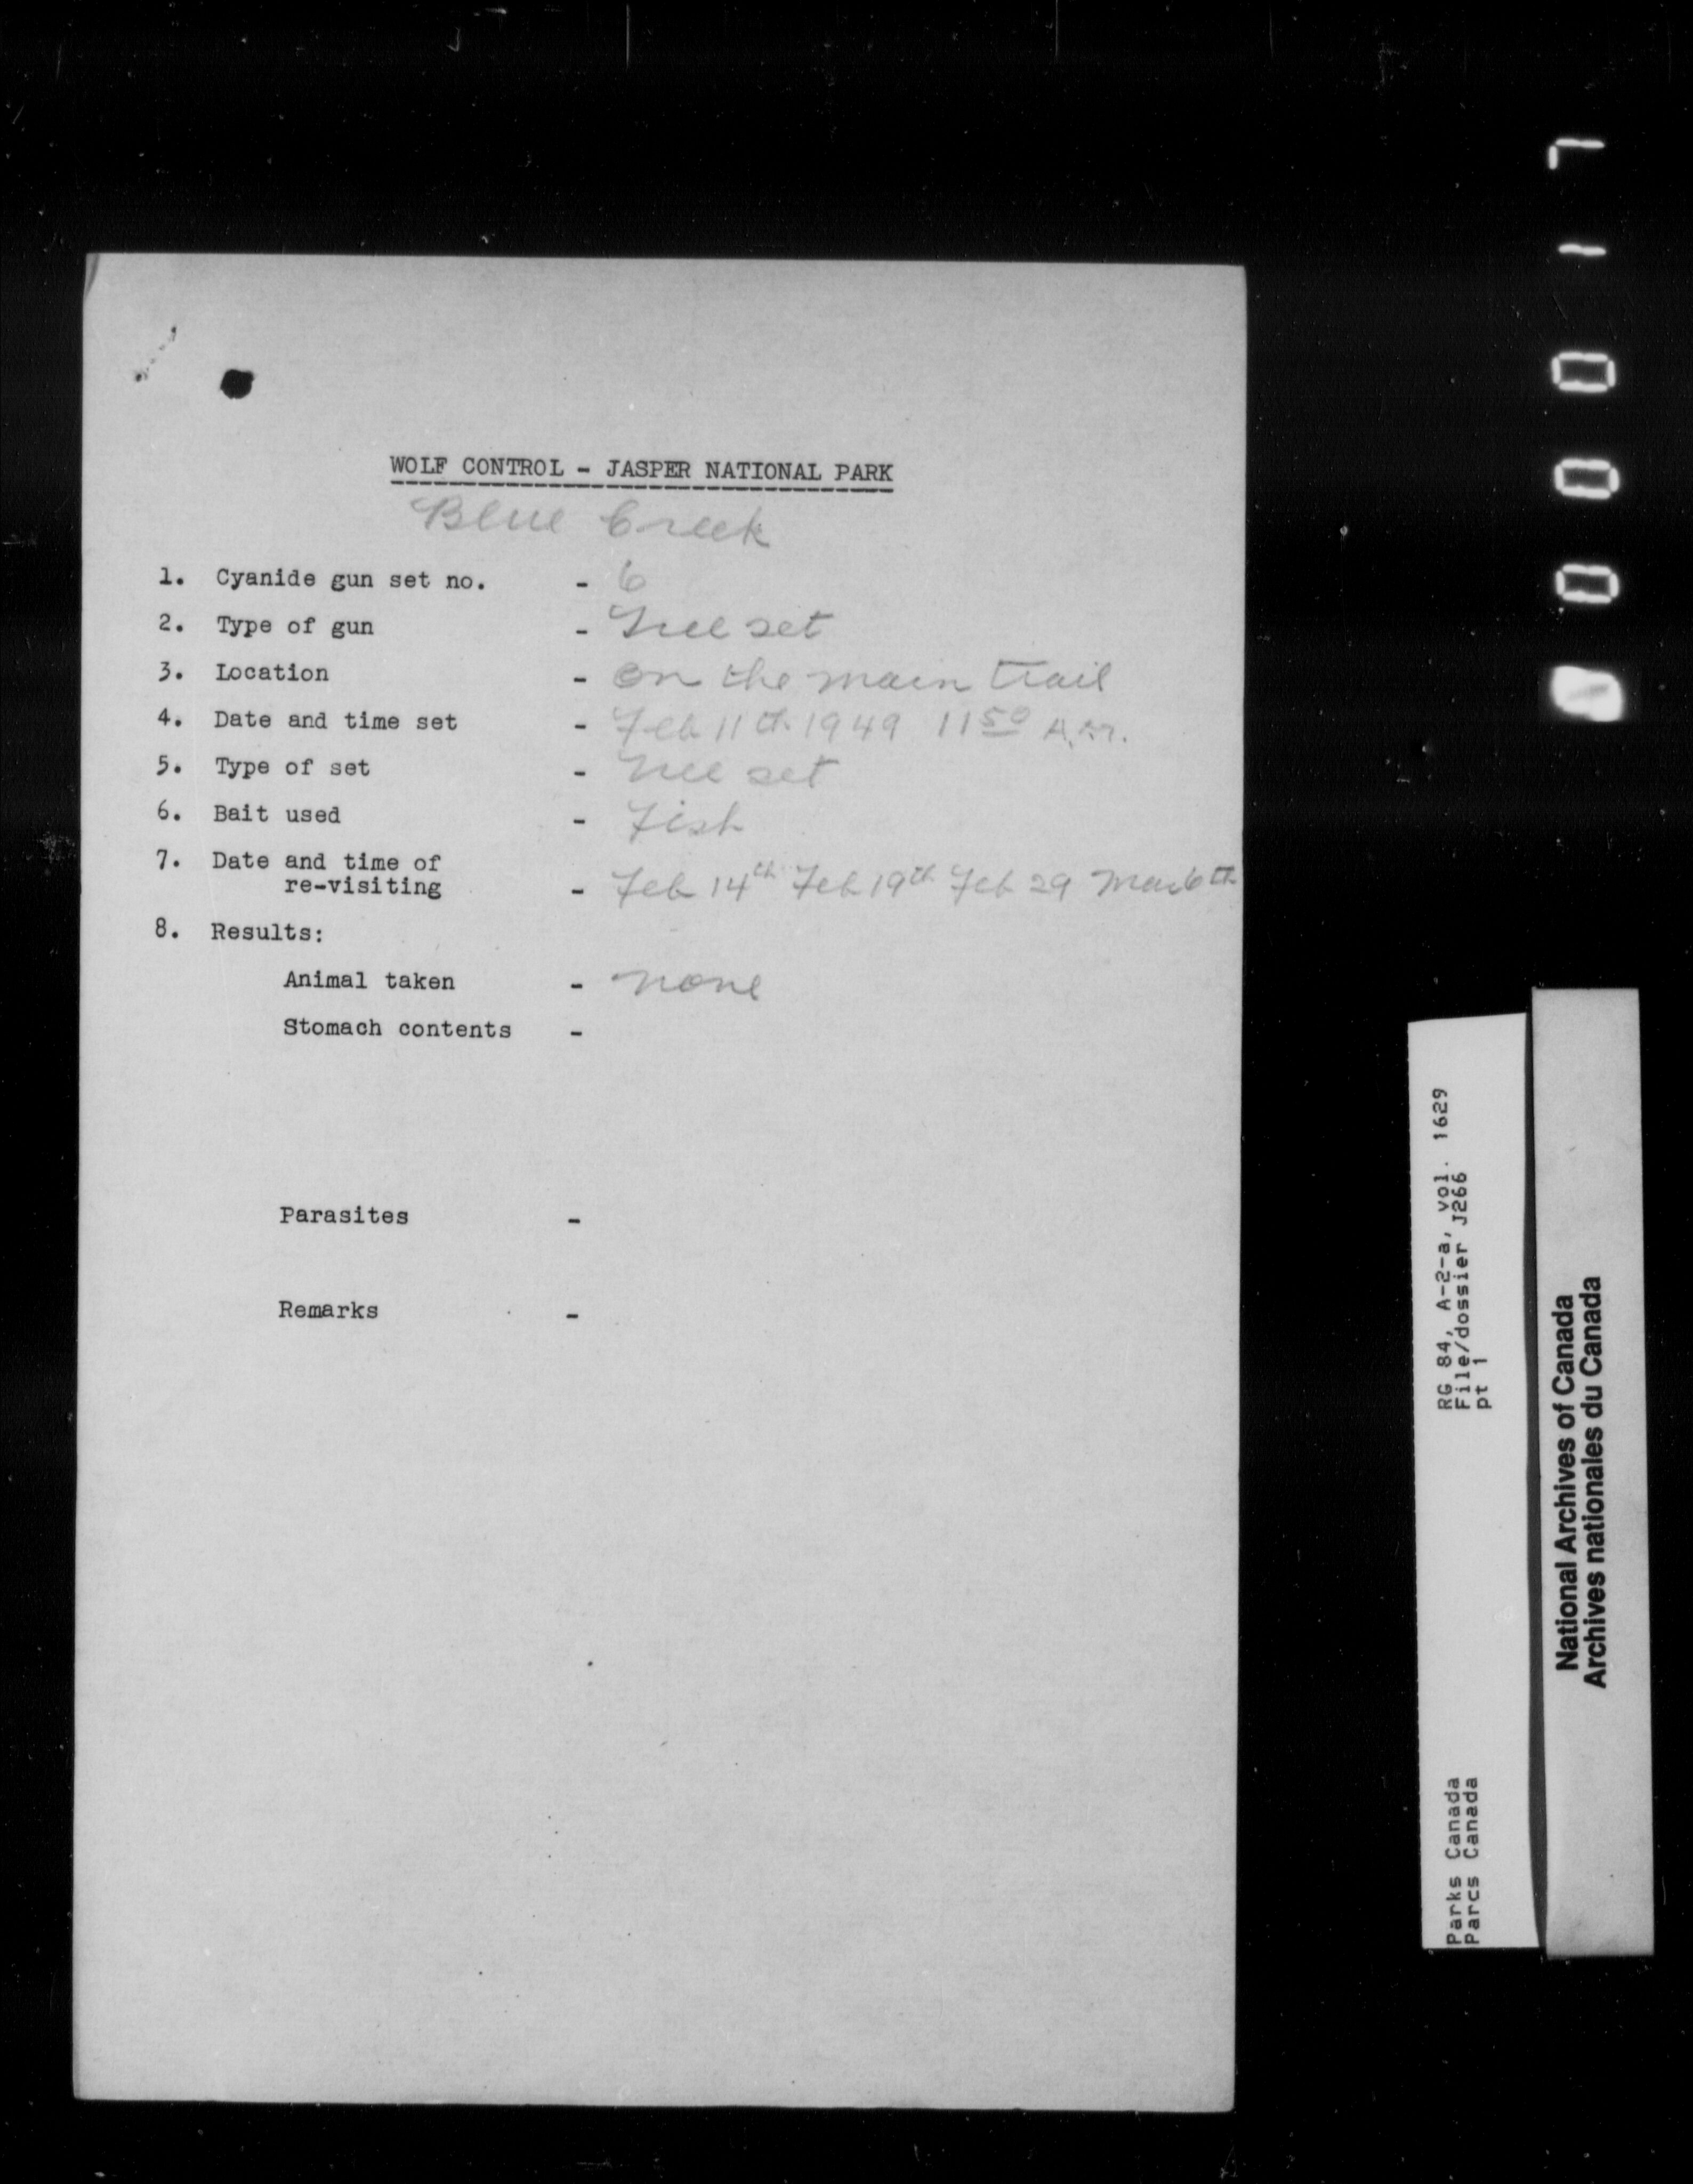 WOLF CONTROL - JASPER NATIONAL PARK
Blue Creek
1. Cyanide gun set no. - 6
2. Type of gun - Tree set
3. Location - on the main trail
4. Date and time set - Feb 11th 1949 11 50 A.M.
5. Type of set - Tree set
6. Bait used - Fish
7. Date and time of
re-visiting - Feb 14th Feb 19th Feb 29 Mar 6th
8. Results:
Animal taken - none
Stomach contents -
Parasites -
Remarks -
RG 84, A-2-a, vol. 1629
File/dossier J266
pt 1
Parks Canada
Parcs Canada
National Archives of Canada
Archives nationales du Canada